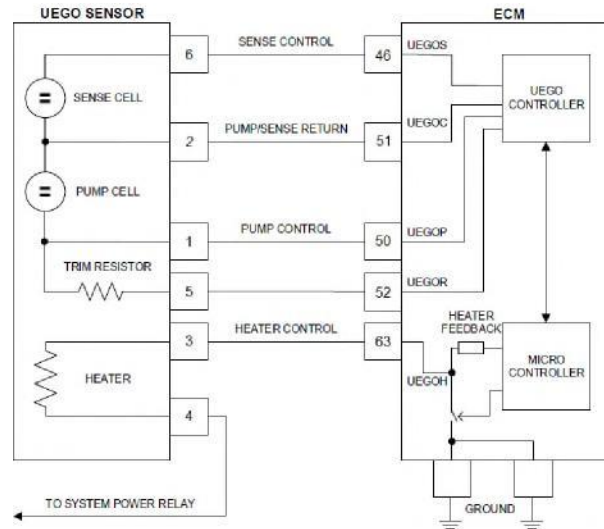 UEGO SENSOR
ECM
6
SENSE CONTROL
46
UEGOS
SENSE CELL
UEGO
CONTROLLER
2
PUMP/SENSE RETURN
51
UEGOC
PUMP CELL
1
PUMP CONTROL
50
UEGOP
TRIM RESISTOR
5
52
UEGOR
3
HEATER CONTROL
63
HEATER
FEEDBACK
MICRO
CONTROLLER
UEGOH
HEATER
4
TO SYSTEM POWER RELAY
GROUND